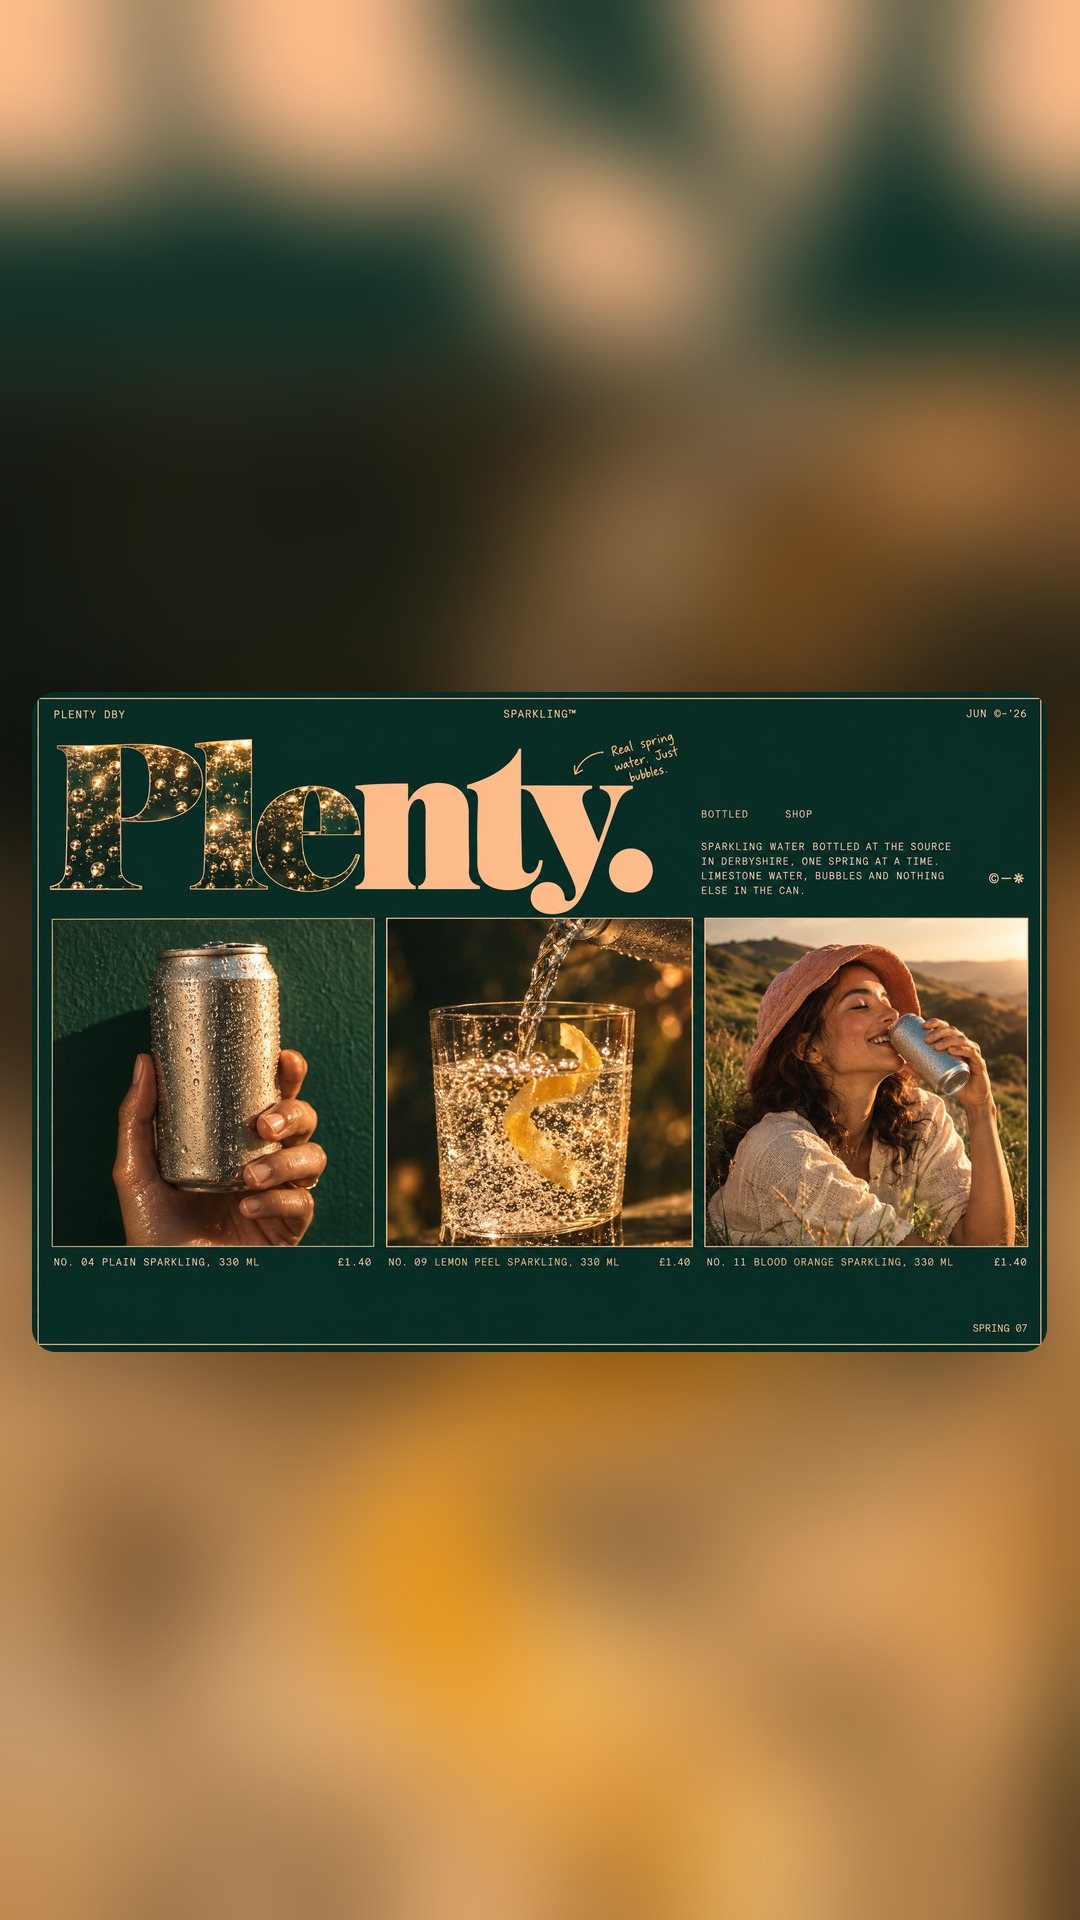 PLENTY DBY
SPARKLING™
JUN ©–'26
Plenty.
Real spring
water. Just
bubbles.
BOTTLED
SHOP
SPARKLING WATER BOTTLED AT THE SOURCE
IN DERBYSHIRE, ONE SPRING AT A TIME.
LIMESTONE WATER, BUBBLES AND NOTHING
ELSE IN THE CAN.
©—✻
NO. 04 PLAIN SPARKLING, 330 ML
£1.40
NO. 09 LEMON PEEL SPARKLING, 330 ML
£1.40
NO. 11 BLOOD ORANGE SPARKLING, 330 ML
£1.40
SPRING 07